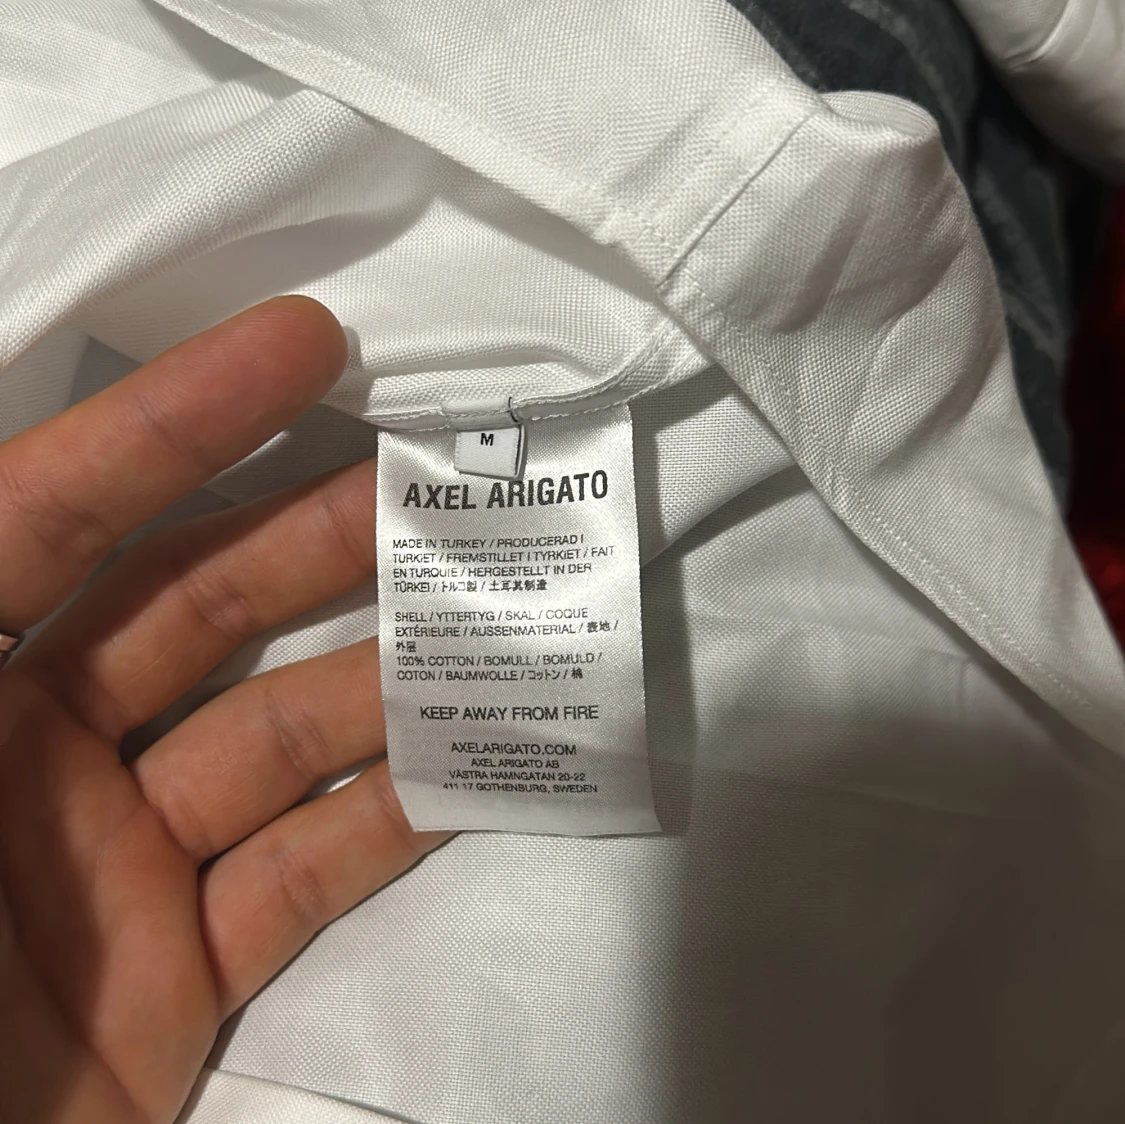 M
AXEL ARIGATO
MADE IN TURKEY / PRODUCERAD I
TURKIET / FREMSTILLET I TYRKIET / FAIT
EN TURQUIE / HERGESTELLT IN DER
TÜRKEI / トルコ製 / 土耳其制造
SHELL / YTTERTYG / SKAL / COQUE
EXTÉRIEURE / AUSSENMATERIAL / 表地 /
外层
100% COTTON / BOMULL / BOMULD /
COTON / BAUMWOLLE / コットン / 棉
KEEP AWAY FROM FIRE
AXELARIGATO.COM
AXEL ARIGATO AB
VÄSTRA HAMNGATAN 20-22
411 17 GOTHENBURG, SWEDEN